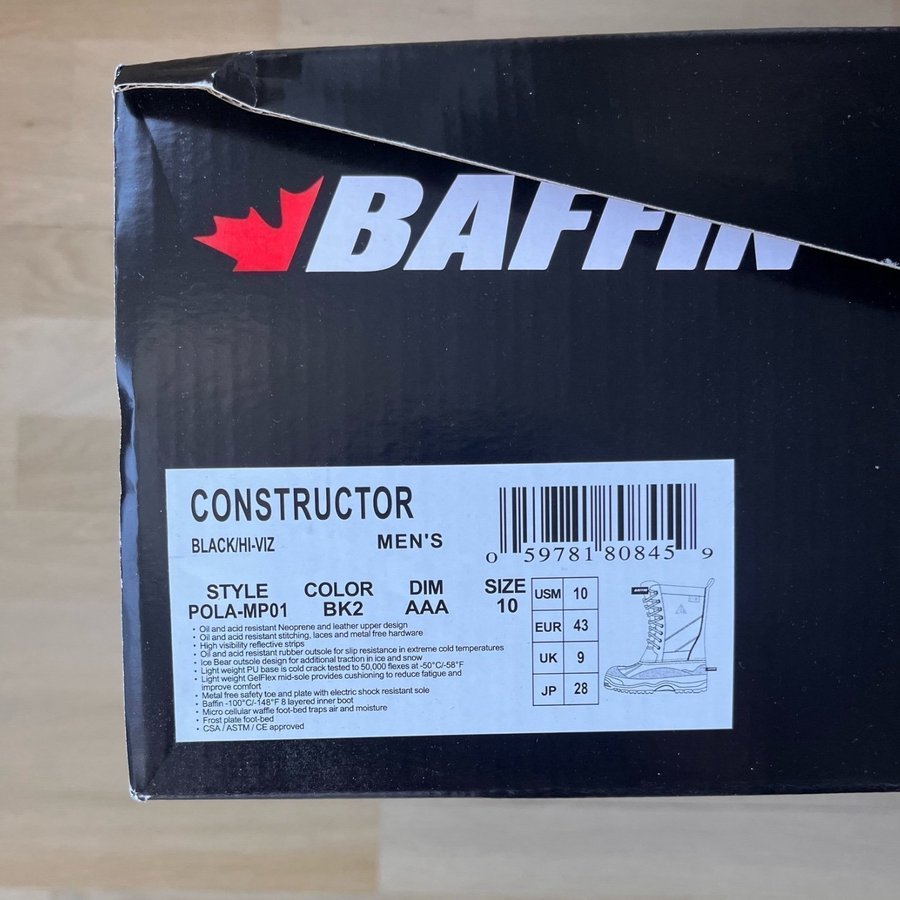 BAFFIN
CONSTRUCTOR
BLACK/HI-VIZ MEN'S
0 59781 80845 9
STYLE COLOR DIM SIZE
POLA-MP01 BK2 AAA 10
USM 10
EUR 43
UK 9
JP 28
• Oil and acid resistant Neoprene and leather upper design
• Oil and acid resistant stitching, laces and metal free hardware
• High visibility reflective strips
• Oil and acid resistant rubber outsole for slip resistance in extreme cold temperatures
• Ice Bear outsole design for additional traction in ice and snow
• Light weight PU base is cold crack tested to 50,000 flexes at -50°C/-58°F
• Light weight GelFlex mid-sole provides cushioning to reduce fatigue and
improve comfort
• Metal free safety toe and plate with electric shock resistant sole
• Baffin -100°C/-148°F 8 layered inner boot
• Micro cellular waffle foot-bed traps air and moisture
• Frost plate foot-bed
• CSA / ASTM / CE approved
BAFFIN